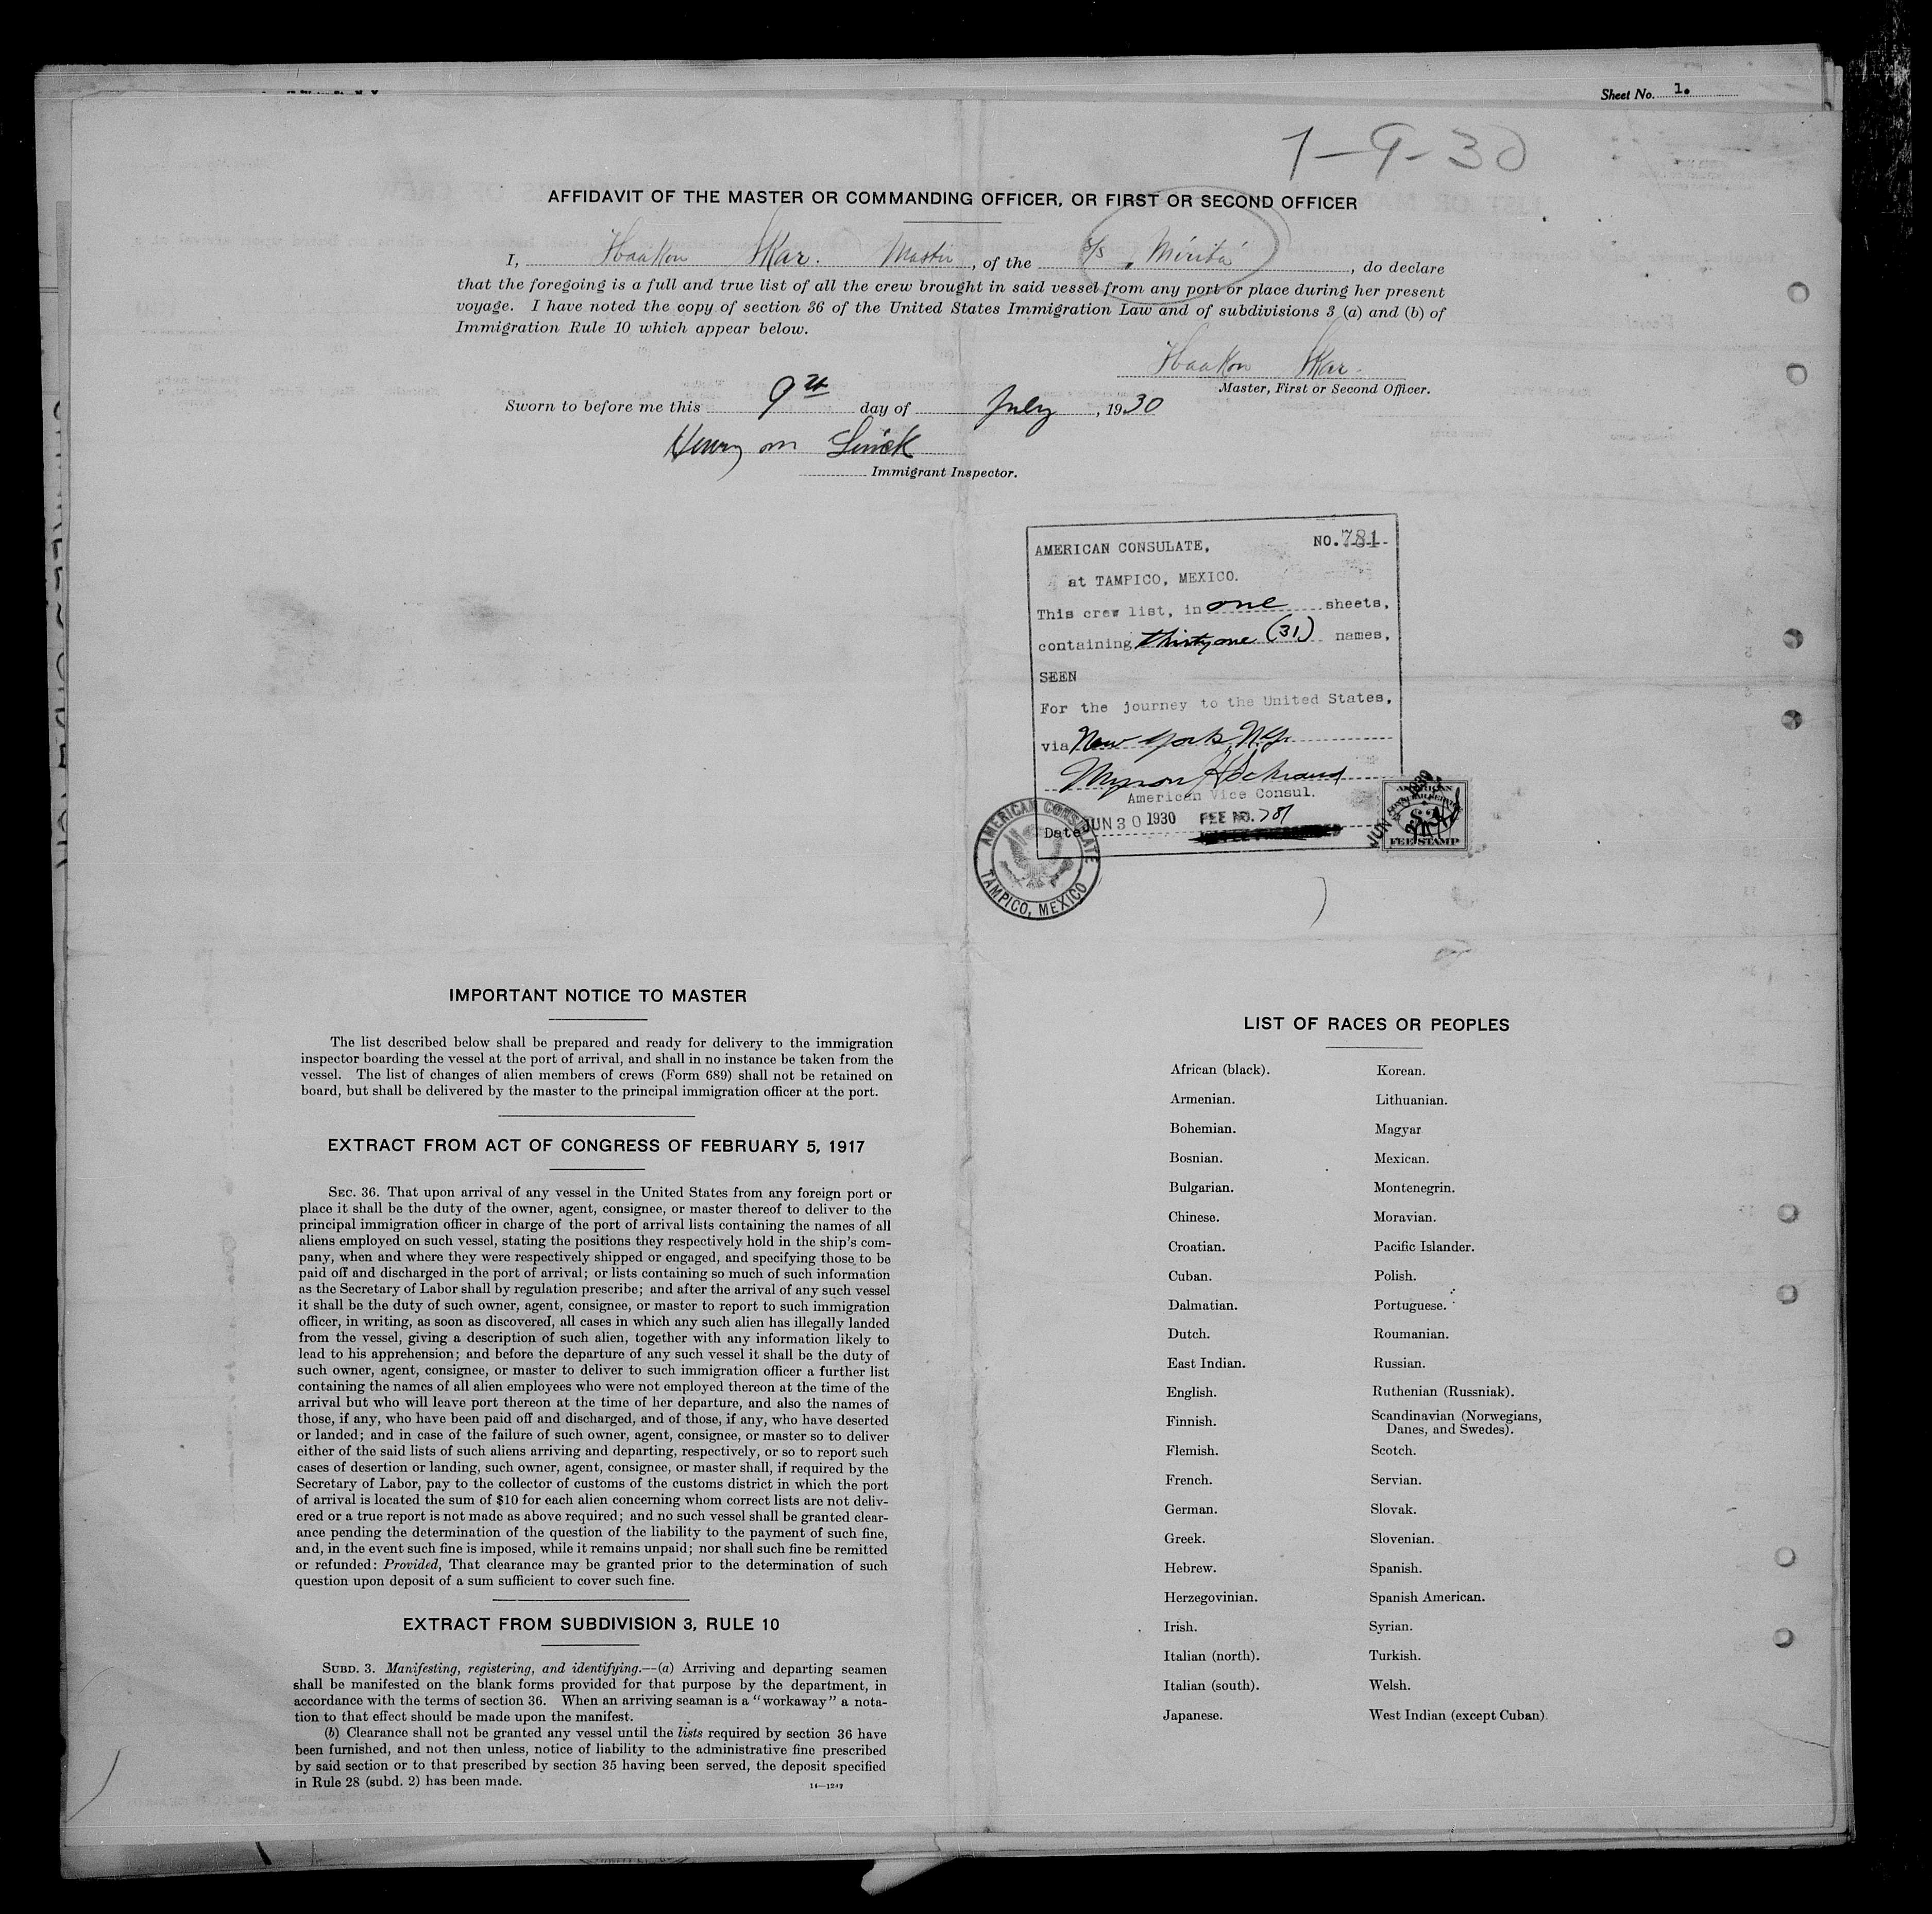 Sheet No. 1.
7-9-30
AFFIDAVIT OF THE MASTER OR COMMANDING OFFICER, OR FIRST OR SECOND OFFICER
I, Haakon Skar. Master, of the S/S "Mirita", do declare
that the foregoing is a full and true list of all the crew brought in said vessel from any port or place during her present
voyage. I have noted the copy of section 36 of the United States Immigration Law and of subdivisions 3 (a) and (b) of
Immigration Rule 10 which appear below.
Haakon Skar.
Master, First or Second Officer.
Sworn to before me this 9th day of July, 1930
Henry M
Immigrant Inspector.
AMERICAN CONSULATE, NO. 781
at TAMPICO, MEXICO.
This crew list, in one sheets,
containing thirty one (31) names,
SEEN
For the journey to the United States,
via New York, N.Y.
Myron
American Vice Consul.
Date JUN 30 1930 FEE NO. 781
AMERICAN CONSULATE
TAMPICO, MEXICO
AMERICAN
$2
FEE STAMP
IMPORTANT NOTICE TO MASTER
The list described below shall be prepared and ready for delivery to the immigration
inspector boarding the vessel at the port of arrival, and shall in no instance be taken from the
vessel. The list of changes of alien members of crews (Form 689) shall not be retained on
board, but shall be delivered by the master to the principal immigration officer at the port.
EXTRACT FROM ACT OF CONGRESS OF FEBRUARY 5, 1917
SEC. 36. That upon arrival of any vessel in the United States from any foreign port or
place it shall be the duty of the owner, agent, consignee, or master thereof to deliver to the
principal immigration officer in charge of the port of arrival lists containing the names of all
aliens employed on such vessel, stating the positions they respectively hold in the ship's com-
pany, when and where they were respectively shipped or engaged, and specifying those to be
paid off and discharged in the port of arrival; or lists containing so much of such information
as the Secretary of Labor shall by regulation prescribe; and after the arrival of any such vessel
it shall be the duty of such owner, agent, consignee, or master to report to such immigration
officer, in writing, as soon as discovered, all cases in which any such alien has illegally landed
from the vessel, giving a description of such alien, together with any information likely to
lead to his apprehension; and before the departure of any such vessel it shall be the duty of
such owner, agent, consignee, or master to deliver to such immigration officer a further list
containing the names of all alien employees who were not employed thereon at the time of the
arrival but who will leave port thereon at the time of her departure, and also the names of
those, if any, who have been paid off and discharged, and of those, if any, who have deserted
or landed; and in case of the failure of such owner, agent, consignee, or master so to deliver
either of the said lists of such aliens arriving and departing, respectively, or so to report such
cases of desertion or landing, such owner, agent, consignee, or master shall, if required by the
Secretary of Labor, pay to the collector of customs of the customs district in which the port
of arrival is located the sum of $10 for each alien concerning whom correct lists are not deliv-
ered or a true report is not made as above required; and no such vessel shall be granted clear-
ance pending the determination of the question of the liability to the payment of such fine,
and, in the event such fine is imposed, while it remains unpaid; nor shall such fine be remitted
or refunded: Provided, That clearance may be granted prior to the determination of such
question upon deposit of a sum sufficient to cover such fine.
EXTRACT FROM SUBDIVISION 3, RULE 10
SUBD. 3. Manifesting, registering, and identifying.—(a) Arriving and departing seamen
shall be manifested on the blank forms provided for that purpose by the department, in
accordance with the terms of section 36. When an arriving seaman is a "workaway" a nota-
tion to that effect should be made upon the manifest.
(b) Clearance shall not be granted any vessel until the lists required by section 36 have
been furnished, and not then unless, notice of liability to the administrative fine prescribed
by said section or to that prescribed by section 35 having been served, the deposit specified
in Rule 28 (subd. 2) has been made.
14—1249
LIST OF RACES OR PEOPLES
African (black).
Armenian.
Bohemian.
Bosnian.
Bulgarian.
Chinese.
Croatian.
Cuban.
Dalmatian.
Dutch.
East Indian.
English.
Finnish.
Flemish.
French.
German.
Greek.
Hebrew.
Herzegovinian.
Irish.
Italian (north).
Italian (south).
Japanese.
Korean.
Lithuanian.
Magyar
Mexican.
Montenegrin.
Moravian.
Pacific Islander.
Polish.
Portuguese.
Roumanian.
Russian.
Ruthenian (Russniak).
Scandinavian (Norwegians,
Danes, and Swedes).
Scotch.
Servian.
Slovak.
Slovenian.
Spanish.
Spanish American.
Syrian.
Turkish.
Welsh.
West Indian (except Cuban).